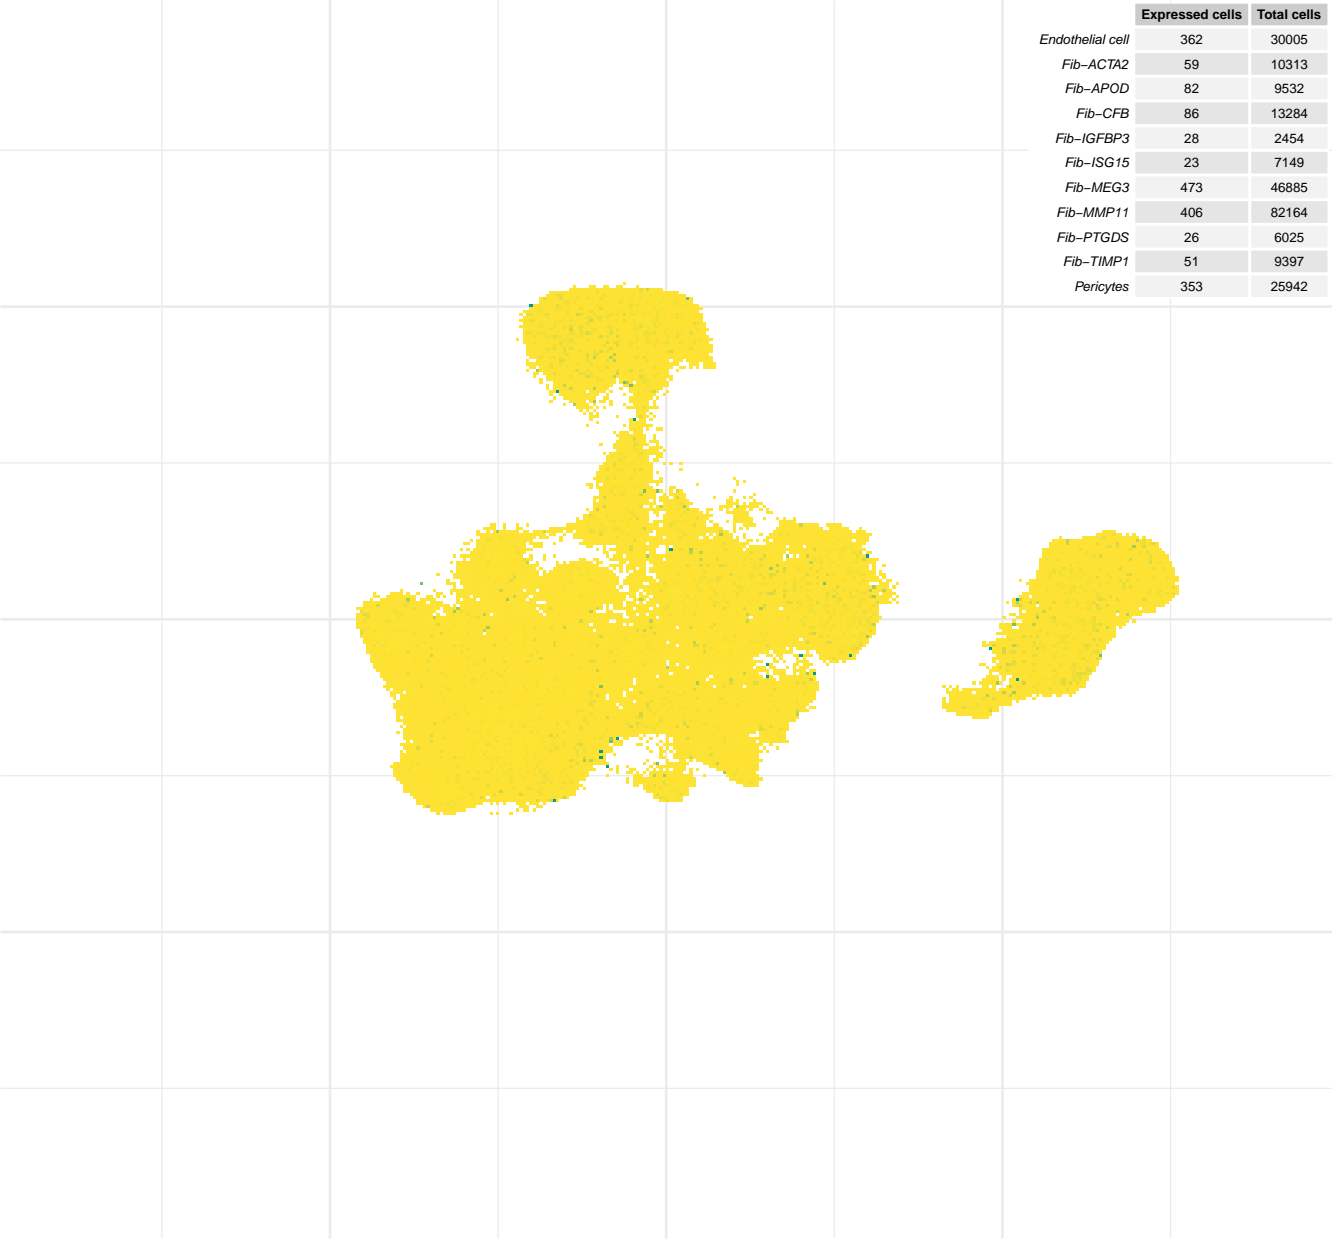 Expressed cells Total cells
Endothelial cell 362 30005
Fib−ACTA2 59 10313
Fib−APOD 82 9532
Fib−CFB 86 13284
Fib−IGFBP3 28 2454
Fib−ISG15 23 7149
Fib−MEG3 473 46885
Fib−MMP11 406 82164
Fib−PTGDS 26 6025
Fib−TIMP1 51 9397
Pericytes 353 25942